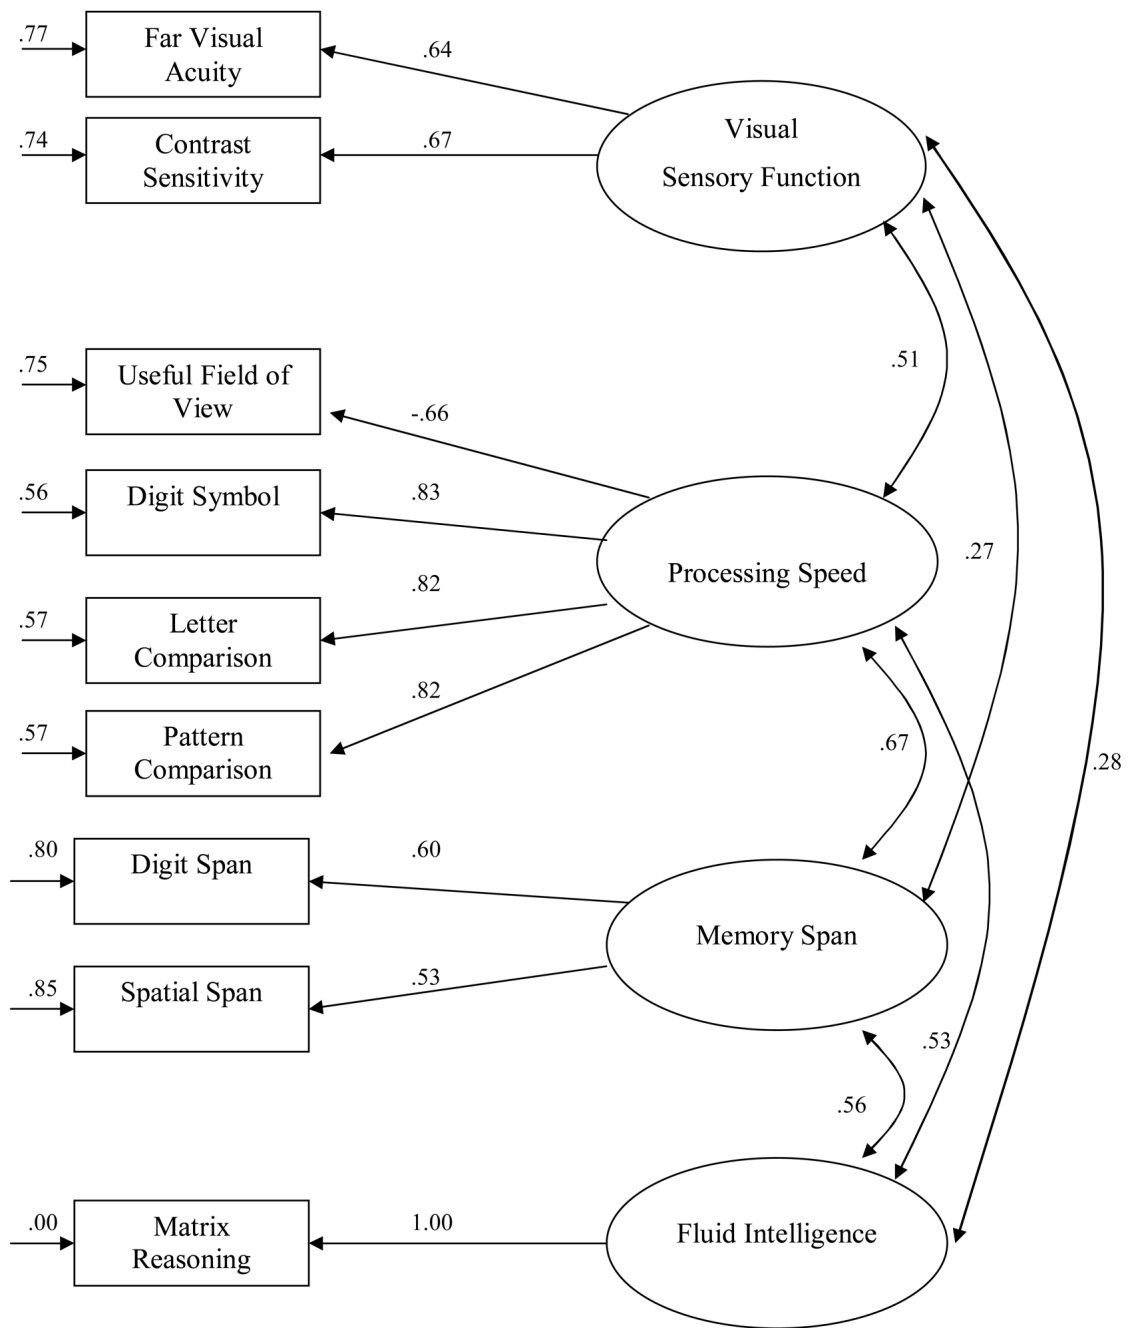 .77
Far Visual
Acuity
.64
.74
Contrast
Sensitivity
.67
Visual
Sensory Function
.51
.75
Useful Field of
View
-.66
.56
Digit Symbol
.83
.27
Processing Speed
.57
Letter
Comparison
.82
.57
Pattern
Comparison
.82
.67
.28
.80
Digit Span
.60
Memory Span
.85
Spatial Span
.53
.53
.56
.00
Matrix
Reasoning
1.00
Fluid Intelligence